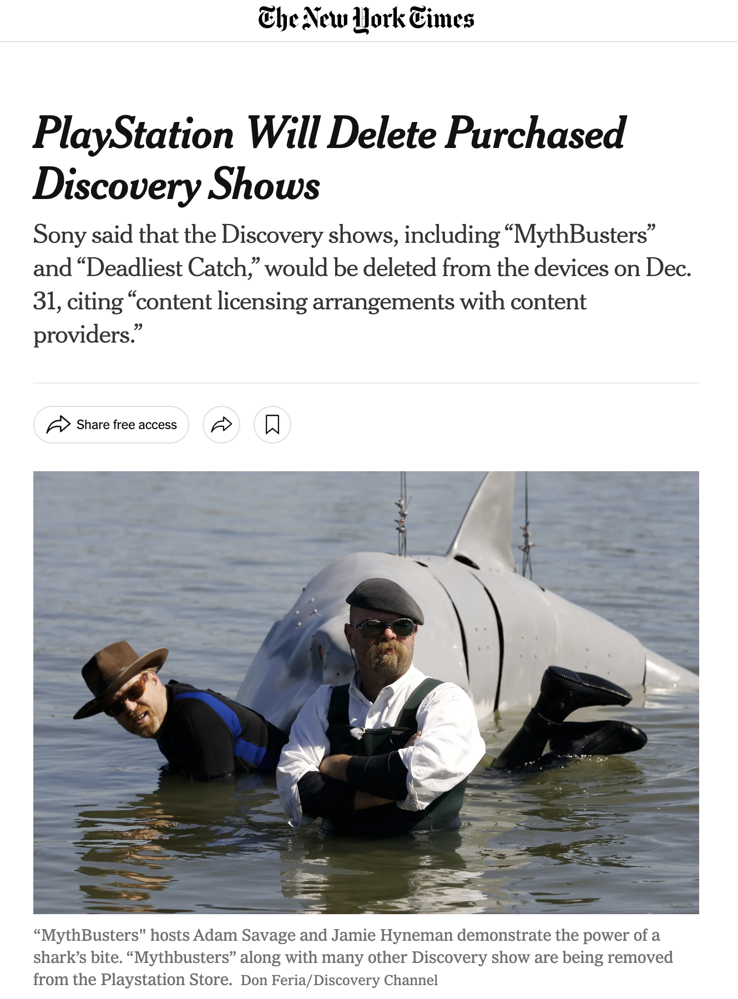 The New York Times
PlayStation Will Delete Purchased
Discovery Shows
Sony said that the Discovery shows, including “MythBusters”
and “Deadliest Catch,” would be deleted from the devices on Dec.
31, citing “content licensing arrangements with content
providers.”
Share free access
“MythBusters" hosts Adam Savage and Jamie Hyneman demonstrate the power of a
shark’s bite. “Mythbusters” along with many other Discovery show are being removed
from the Playstation Store. Don Feria/Discovery Channel